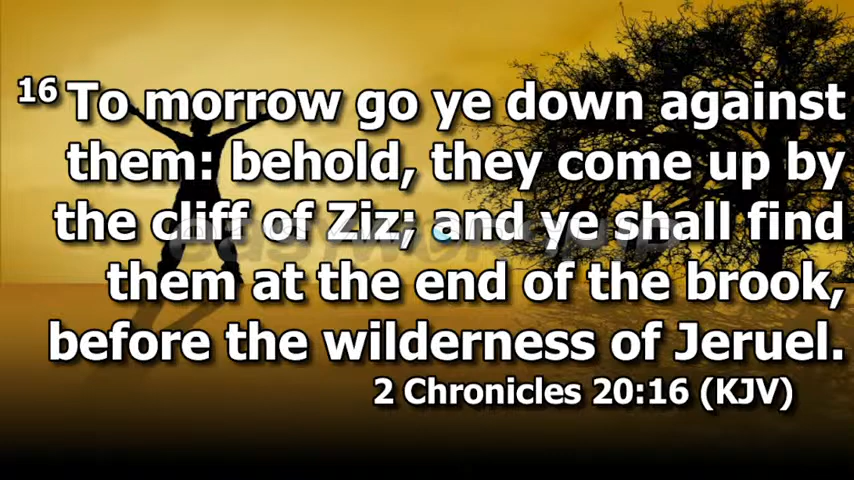 16 To morrow go ye down against
them: behold, they come up by
the cliff of Ziz; and ye shall find
them at the end of the brook,
before the wilderness of Jeruel.
2 Chronicles 20:16 (KJV)